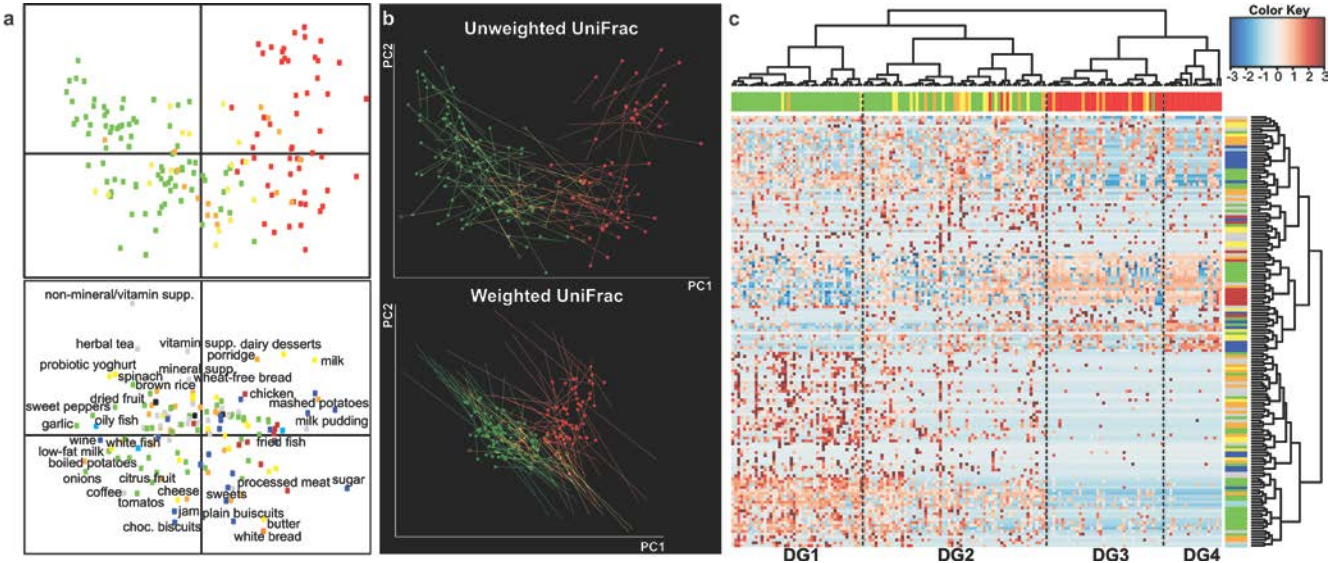 a
non-mineral/vitamin supp.
herbal tea
vitamin supp. dairy desserts
porridge
milk
probiotic yoghurt
mineral supp.
spinach
wheat-free bread
brown rice
chicken
dried fruit
mashed potatoes
sweet peppers
oily fish
milk pudding
garlic
wine
white fish
fried fish
low-fat milk
boiled potatoes
onions
citrus fruit
processed meat
sugar
coffee
cheese
sweets
tomatos
jam
plain buiscuits
choc. biscuits
butter
white bread
b
Unweighted UniFrac
PC2
PC1
Weighted UniFrac
PC2
PC1
c
Color Key
-3 -2 -1 0 1 2 3
DG1
DG2
DG3
DG4